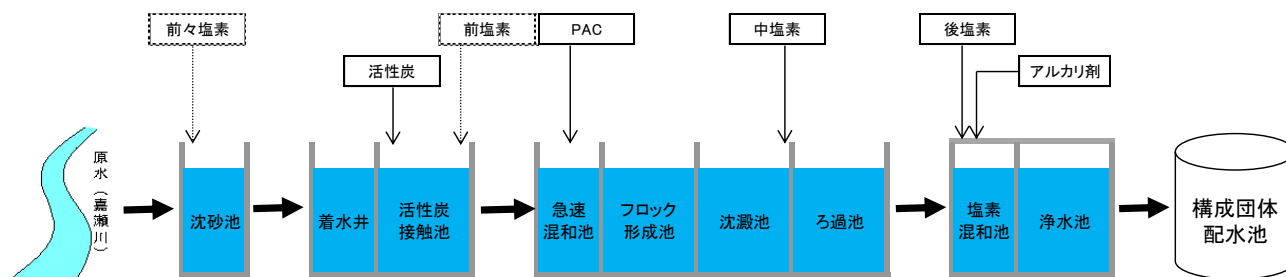 前々塩素
前塩素
PAC
中塩素
後塩素
活性炭
アルカリ剤
原水（嘉瀬川）
沈砂池
着水井
活性炭
接触池
急速
混和池
フロック
形成池
沈澱池
ろ過池
塩素
混和池
浄水池
構成団体
配水池